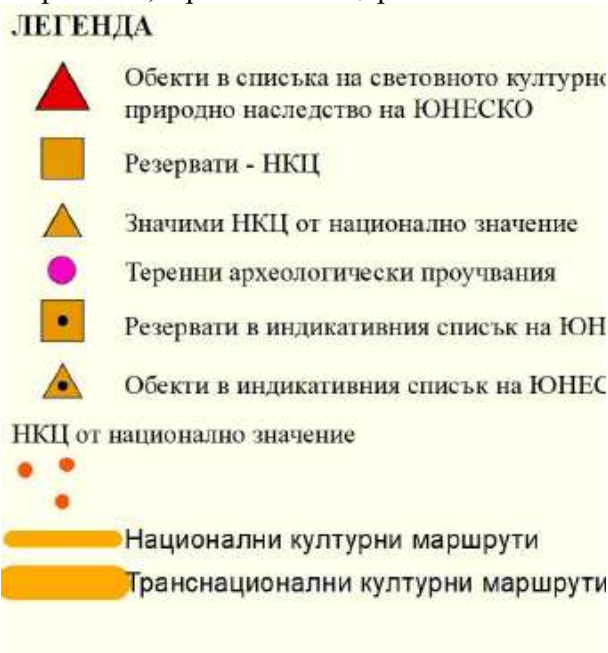 ЛЕГЕНДА
Обекти в списъка на световното културно
природно наследство на ЮНЕСКО
Резервати - НКЦ
Значими НКЦ от национално значение
Теренни археологически проучвания
Резервати в индикативния списък на ЮН
Обекти в индикативния списък на ЮНЕС
НКЦ от национално значение
Национални културни маршрути
Транснационални културни маршрути